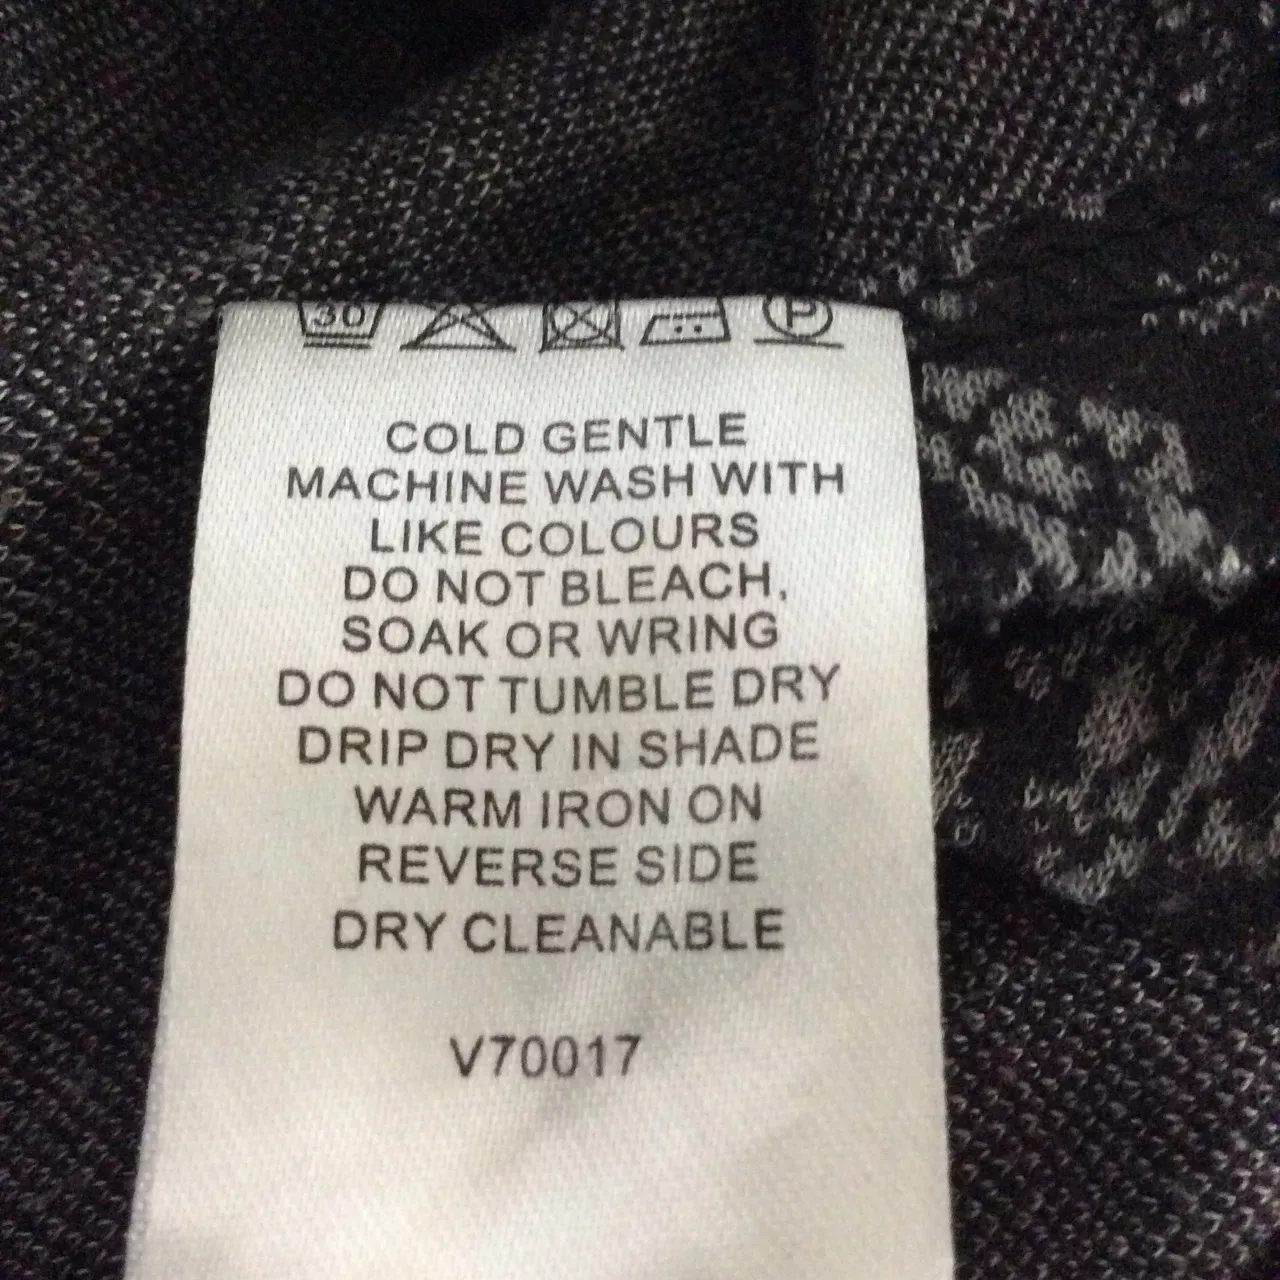 30
P
COLD GENTLE
MACHINE WASH WITH
LIKE COLOURS
DO NOT BLEACH,
SOAK OR WRING
DO NOT TUMBLE DRY
DRIP DRY IN SHADE
WARM IRON ON
REVERSE SIDE
DRY CLEANABLE
V70017